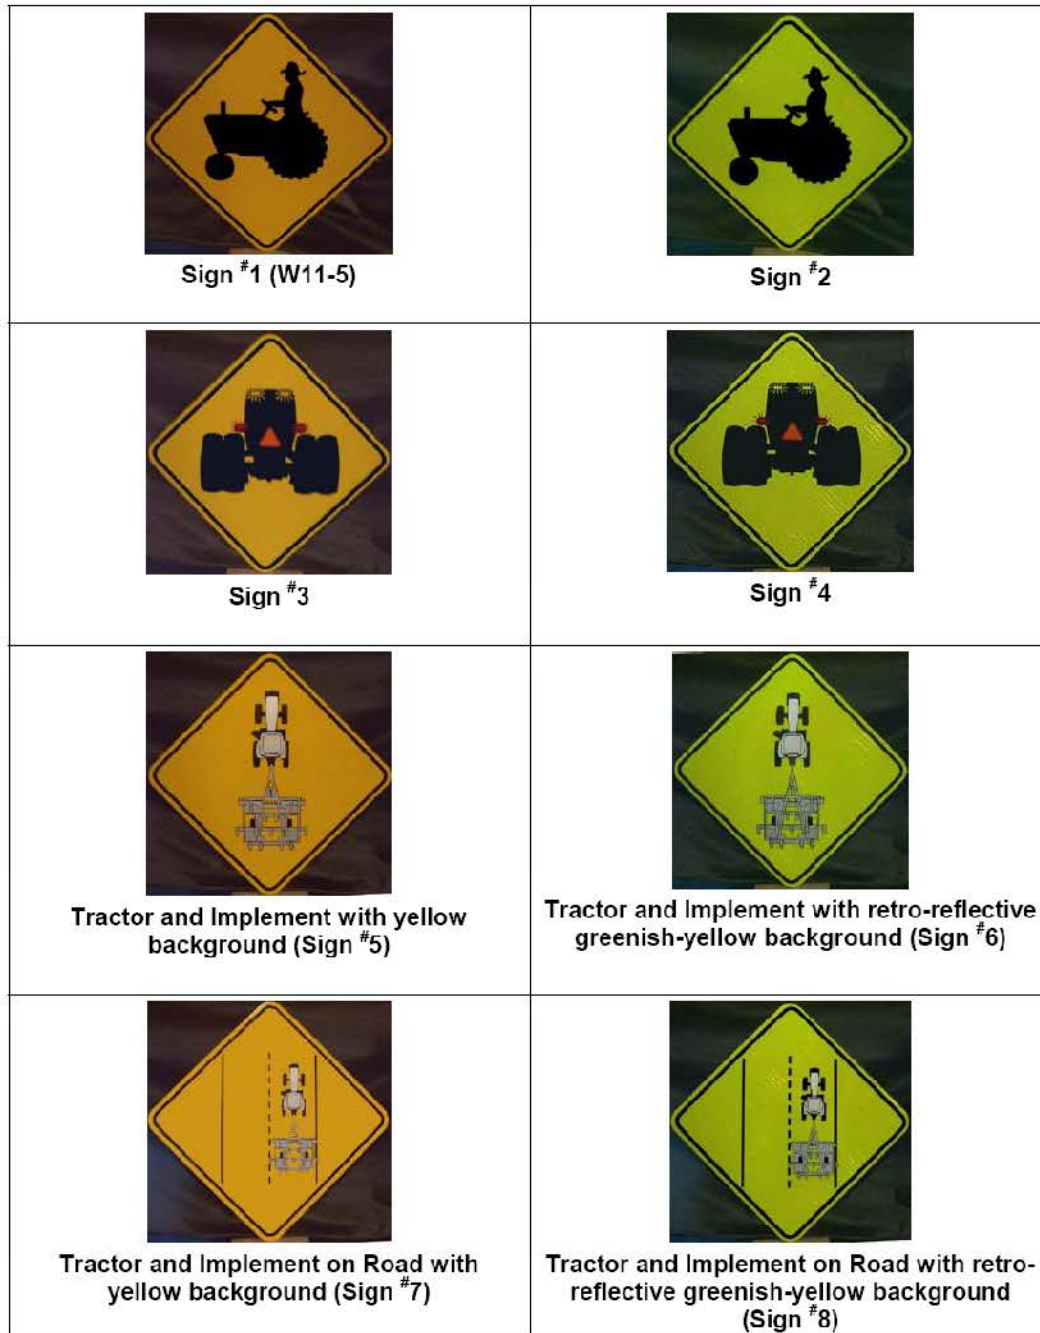 Sign #1 (W11-5)
Sign #2
Sign #3
Sign #4
Tractor and Implement with yellow
background (Sign #5)
Tractor and Implement with retro-reflective
greenish-yellow background (Sign #6)
Tractor and Implement on Road with
yellow background (Sign #7)
Tractor and Implement on Road with retro-
reflective greenish-yellow background
(Sign #8)